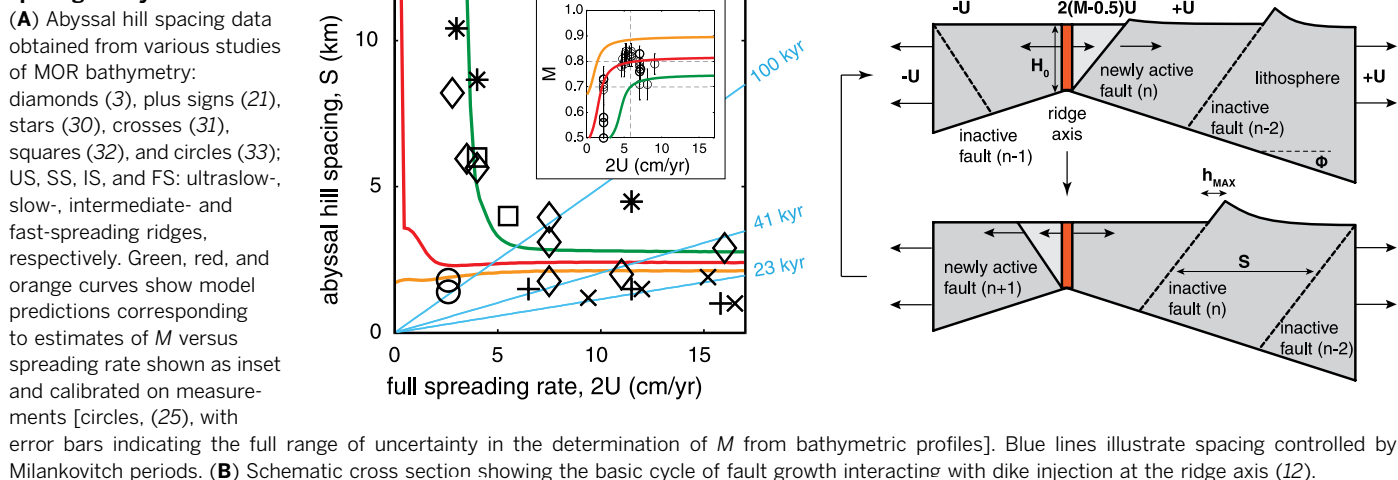 (A) Abyssal hill spacing data
obtained from various studies
of MOR bathymetry:
diamonds (3), plus signs (21),
stars (30), crosses (31),
squares (32), and circles (33);
US, SS, IS, and FS: ultraslow-,
slow-, intermediate- and
fast-spreading ridges,
respectively. Green, red, and
orange curves show model
predictions corresponding
to estimates of M versus
spreading rate shown as inset
and calibrated on measure-
ments [circles, (25), with
error bars indicating the full range of uncertainty in the determination of M from bathymetric profiles]. Blue lines illustrate spacing controlled by
Milankovitch periods. (B) Schematic cross section showing the basic cycle of fault growth interacting with dike injection at the ridge axis (12).
abyssal hill spacing, S (km)
10
5
0
0 5 10 15
full spreading rate, 2U (cm/yr)
100 kyr
41 kyr
23 kyr
M
1.0
0.9
0.8
0.7
0.6
0.5
0 5 10 15
2U (cm/yr)
-U
2(M-0.5)U
+U
-U
H0
newly active
fault (n)
lithosphere
+U
inactive
fault (n-2)
inactive
fault (n-1)
ridge
axis
Φ
hMAX
newly active
fault (n+1)
S
inactive
fault (n)
inactive
fault (n-2)